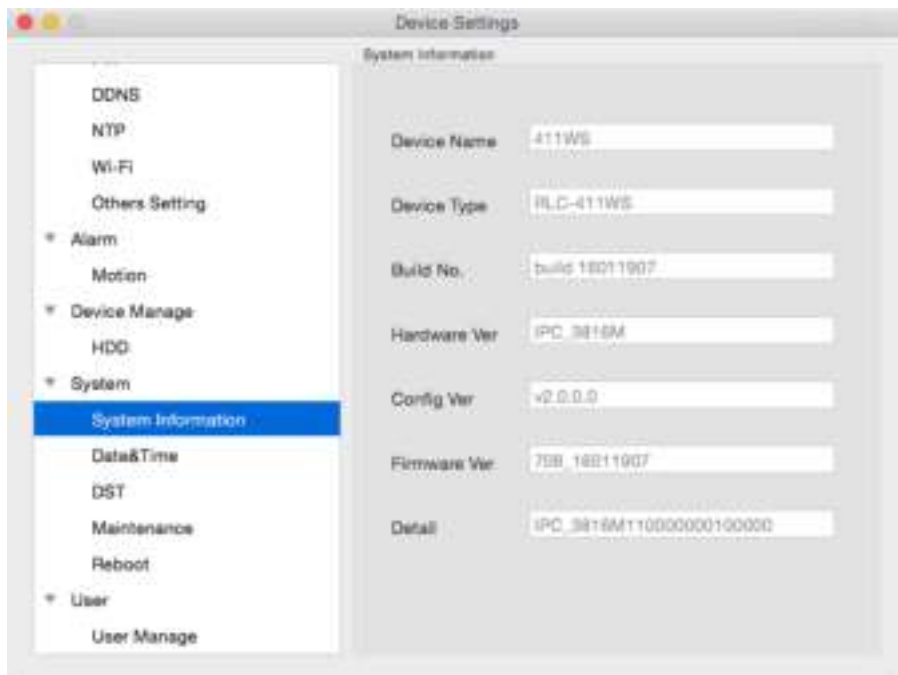 Device Settings
System Information
DDNS
NTP
Wi-Fi
Others Setting
Alarm
Motion
Device Manage
HDD
System
System Information
Data&Time
DST
Maintenance
Reboot
User
User Manage
Device Name 411WS
Device Type RLC-411WS
Build No. build 16011907
Hardware Ver IPC_3816M
Config Ver v2.0.0.0
Firmware Ver 16011907
Detail IPC_3816M110000000100000